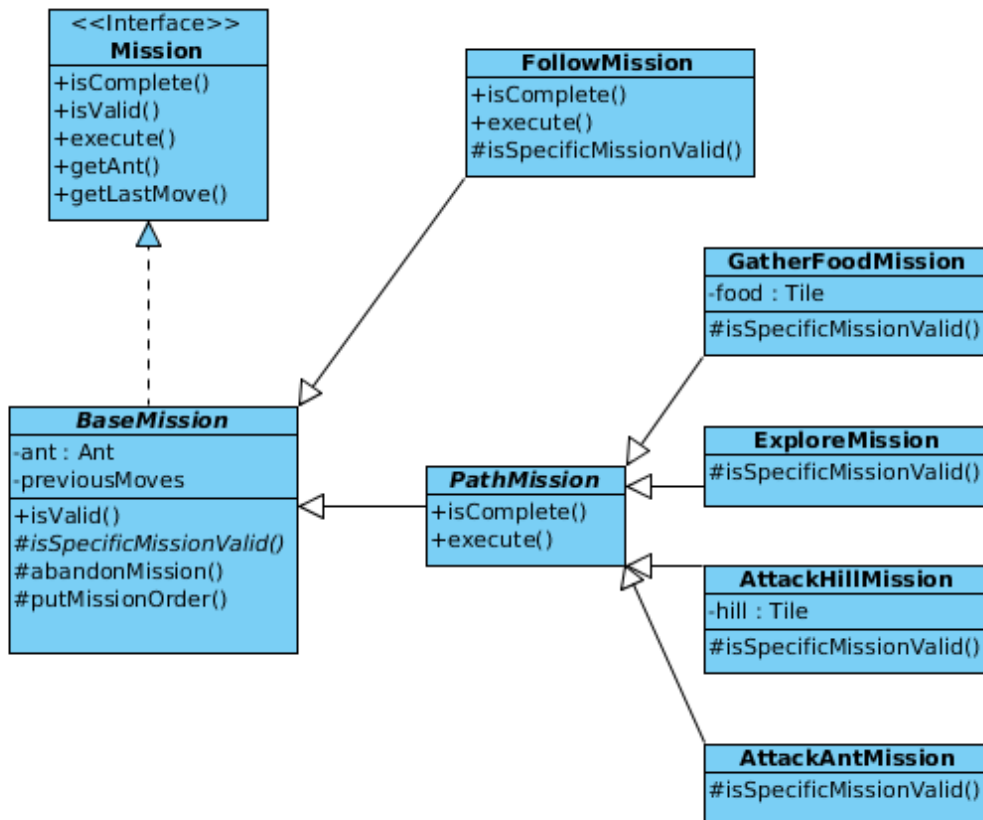 <<Interface>>
Mission
+isComplete()
+isValid()
+execute()
+getAnt()
+getLastMove()
FollowMission
+isComplete()
+execute()
#isSpecificMissionValid()
GatherFoodMission
-food : Tile
#isSpecificMissionValid()
BaseMission
-ant : Ant
-previousMoves
+isValid()
#isSpecificMissionValid()
#abandonMission()
#putMissionOrder()
PathMission
+isComplete()
+execute()
ExploreMission
#isSpecificMissionValid()
AttackHillMission
-hill : Tile
#isSpecificMissionValid()
AttackAntMission
#isSpecificMissionValid()